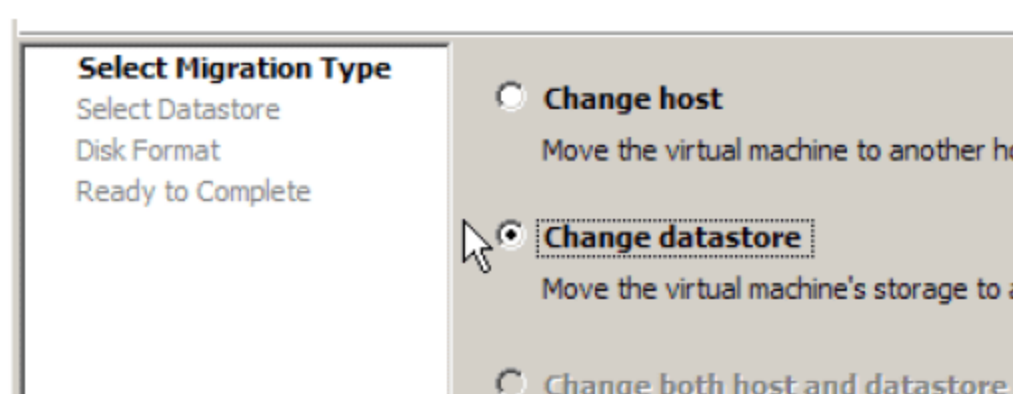 Select Migration Type
Select Datastore
Disk Format
Ready to Complete
Change host
Move the virtual machine to another
Change datastore
Move the virtual machine's storage to
Change both host and datastore